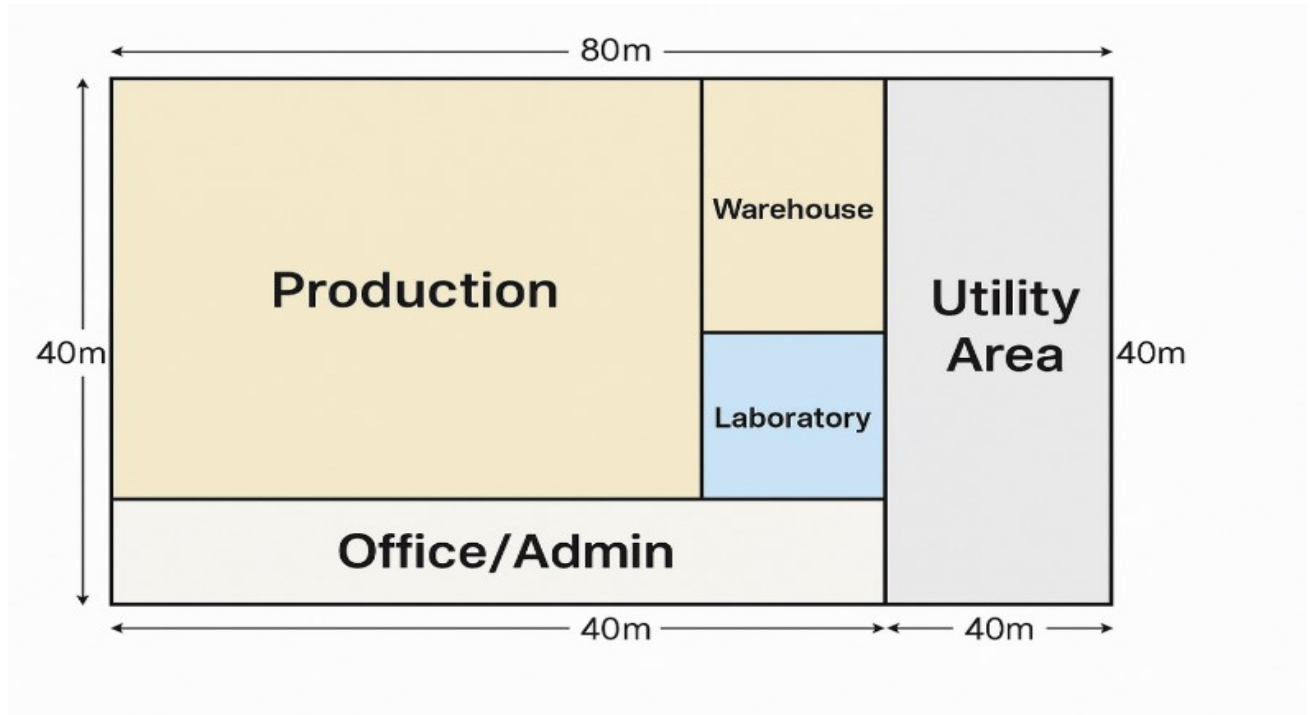 80m
Production
Warehouse
Utility
Area
40m
40m
Laboratory
Office/Admin
40m
40m